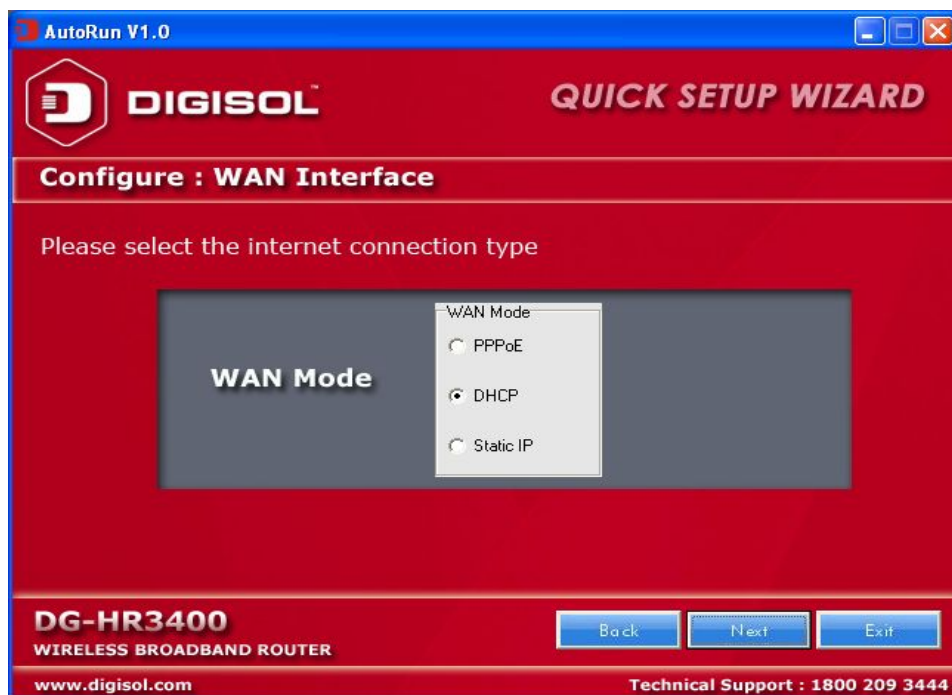 AutoRun V1.0
DIGISOL™
QUICK SETUP WIZARD
Configure : WAN Interface
Please select the internet connection type
WAN Mode
WAN Mode
PPPoE
DHCP
Static IP
DG-HR3400
WIRELESS BROADBAND ROUTER
Back
Next
Exit
www.digisol.com
Technical Support : 1800 209 3444